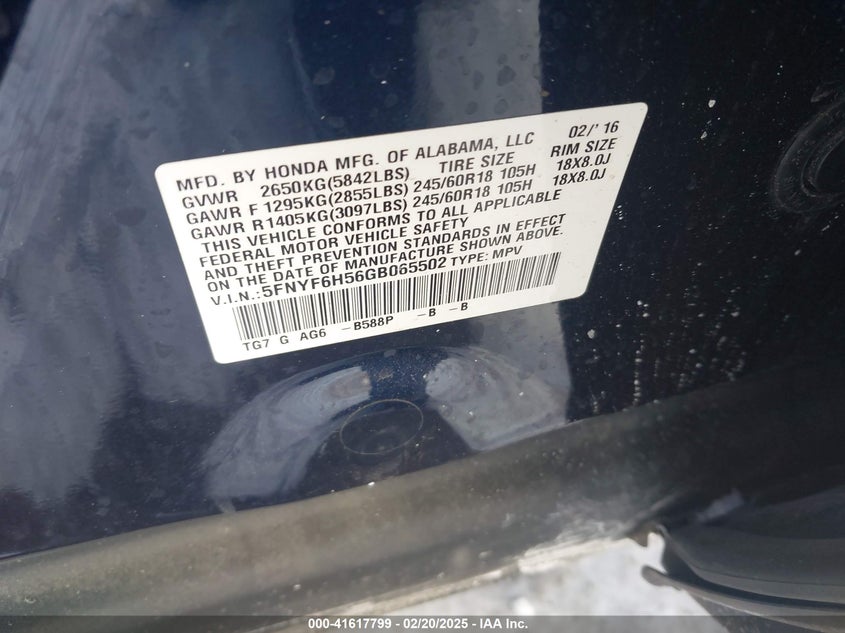 MFD. BY HONDA MFG. OF ALABAMA, LLC 02/'16
GVWR 2650KG(5842LBS) TIRE SIZE RIM SIZE
GAWR F 1295KG(2855LBS) 245/60R18 105H 18X8.0J
GAWR R1405KG(3097LBS) 245/60R18 105H 18X8.0J
THIS VEHICLE CONFORMS TO ALL APPLICABLE
FEDERAL MOTOR VEHICLE SAFETY
AND THEFT PREVENTION STANDARDS IN EFFECT
ON THE DATE OF MANUFACTURE SHOWN ABOVE.
V.I.N.:5FNYF6H56GB065502 TYPE: MPV
TG7 G AG6 -B588P -B -B
000-41617799 - 02/20/2025 - IAA Inc.